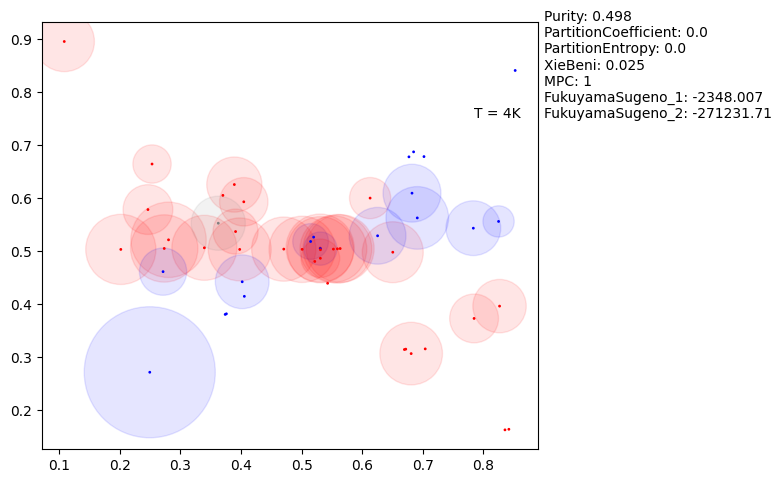 Purity: 0.498
PartitionCoefficient: 0.0
PartitionEntropy: 0.0
XieBeni: 0.025
MPC: 1
FukuyamaSugeno_1: -2348.007
FukuyamaSugeno_2: -271231.71
T = 4K
0.9
0.8
0.7
0.6
0.5
0.4
0.3
0.2
0.1 0.2 0.3 0.4 0.5 0.6 0.7 0.8